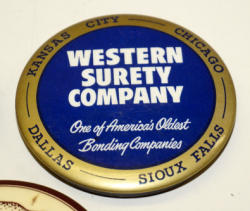 KANSAS CITY CHICAGO
WESTERN
SURETY
COMPANY
One of America's Oldest
Bonding Companies
DALLAS SIOUX FALLS